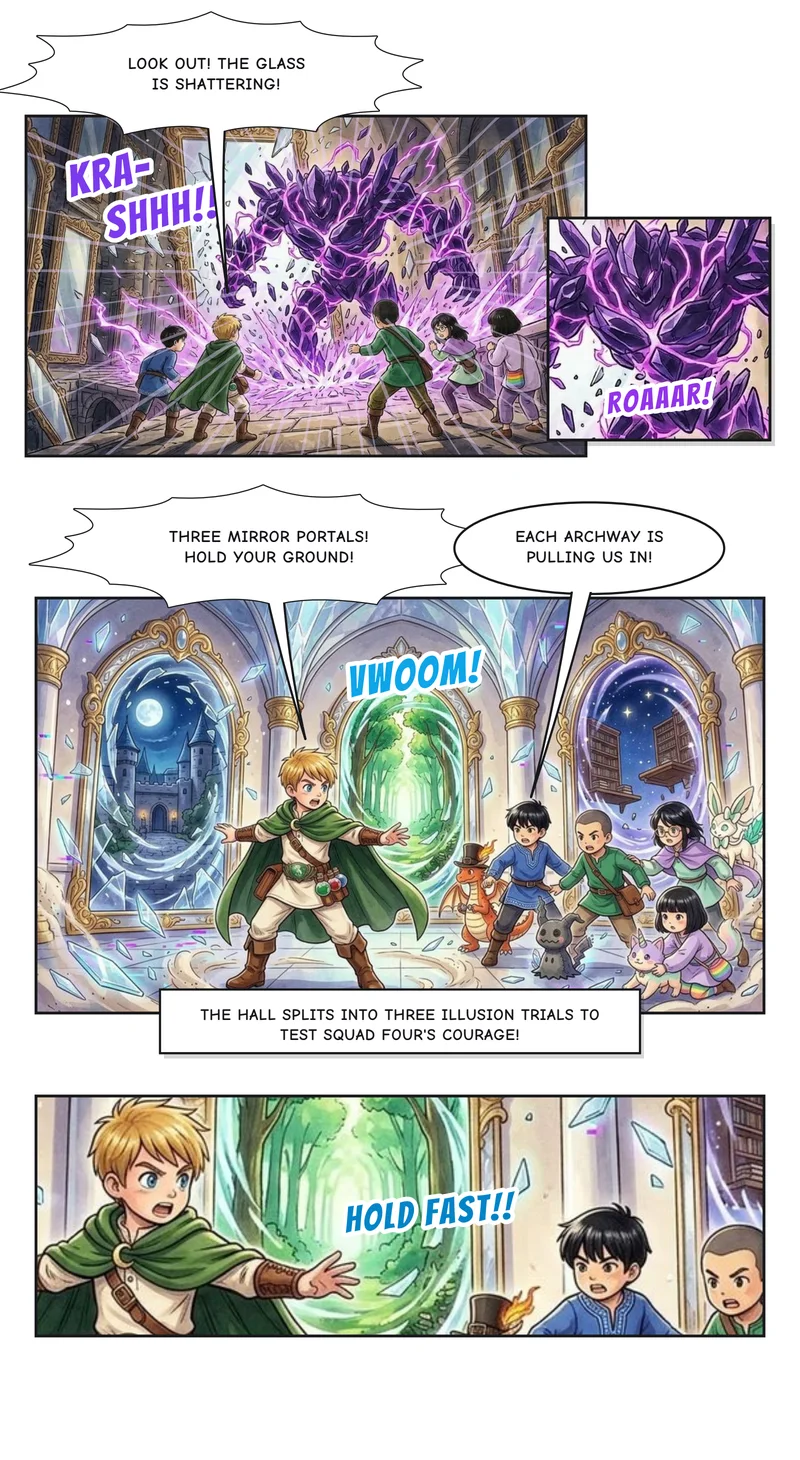 LOOK OUT! THE GLASS
IS SHATTERING!
KRA-
SHHH!!
ROAAAR!
THREE MIRROR PORTALS!
HOLD YOUR GROUND!
EACH ARCHWAY IS
PULLING US IN!
VWOOM!
THE HALL SPLITS INTO THREE ILLUSION TRIALS TO
TEST SQUAD FOUR'S COURAGE!
HOLD FAST!!